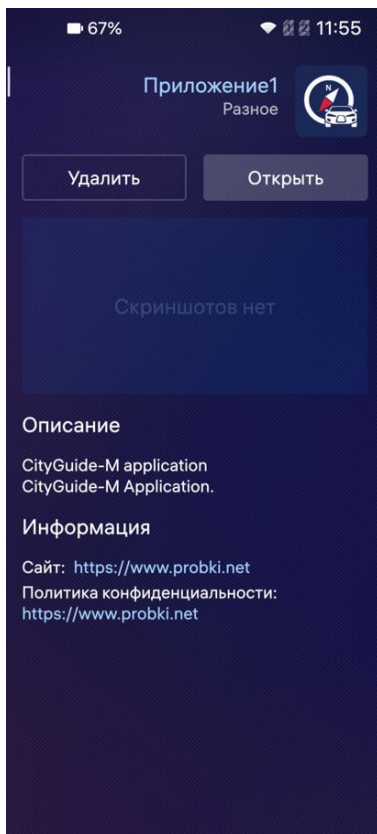 67%
11:55
Приложение1
Разное
N
Удалить
Открыть
Скриншотов нет
Описание
CityGuide-M application
CityGuide-M Application.
Информация
Сайт: https://www.probki.net
Политика конфиденциальности:
https://www.probki.net